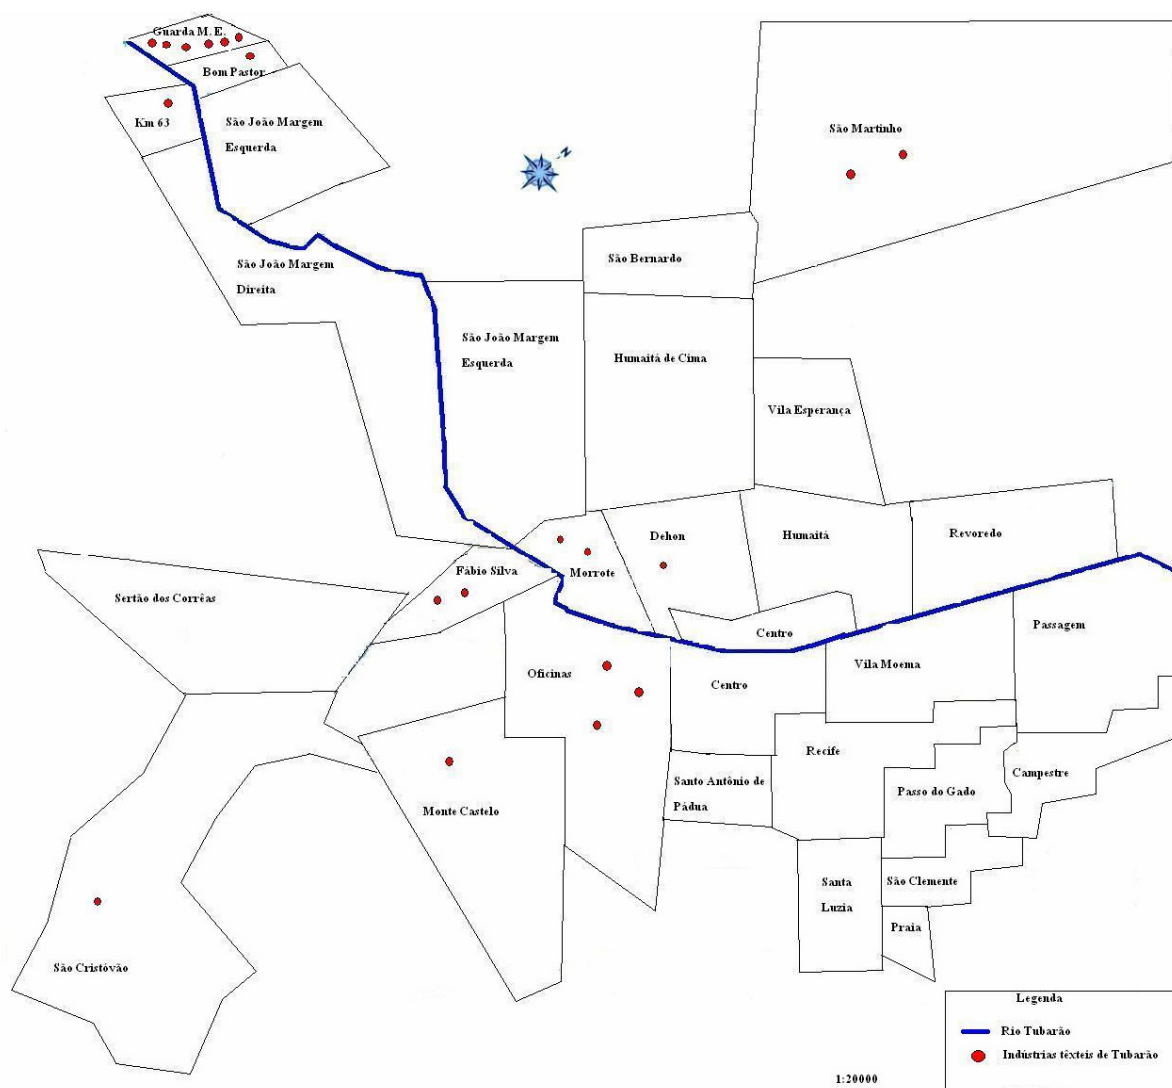 Guarda M. E.
Bom Pastor
Km 63
São João Margem
Esquerda
São Martinho
N
São João Margem
Direita
São Bernardo
São João Margem
Esquerda
Humaitá de Cima
Vila Esperança
Dehon
Humaitá
Revoredo
Fábio Silva
Morrote
Sertão dos Corrêas
Centro
Passagem
Oficinas
Centro
Vila Moema
Recife
Santo Antônio de
Pádua
Passo do Gado
Campestre
Monte Castelo
Santa
Luzia
São Clemente
Praia
São Cristóvão
Legenda
Rio Tubarão
Indústrias têxteis de Tubarão
1:20000